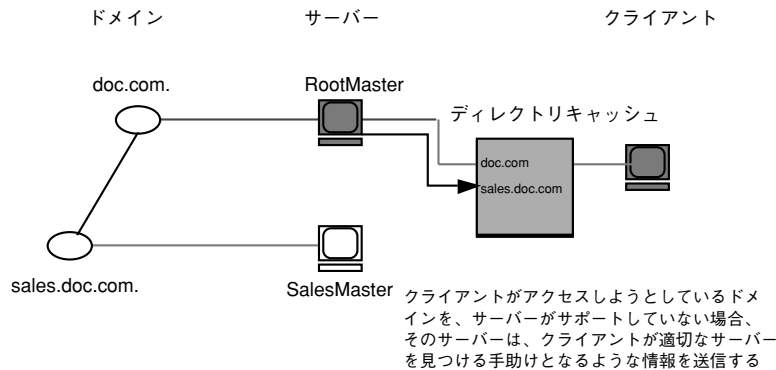 ドメイン
サーバー
クライアント
doc.com.
RootMaster
ディレクトリキャッシュ
doc.com
sales.doc.com
sales.doc.com.
SalesMaster
クライアントがアクセスしようとしているドメ
インを、サーバーがサポートしていない場合、
そのサーバーは、クライアントが適切なサーバー
を見つける手助けとなるような情報を送信する